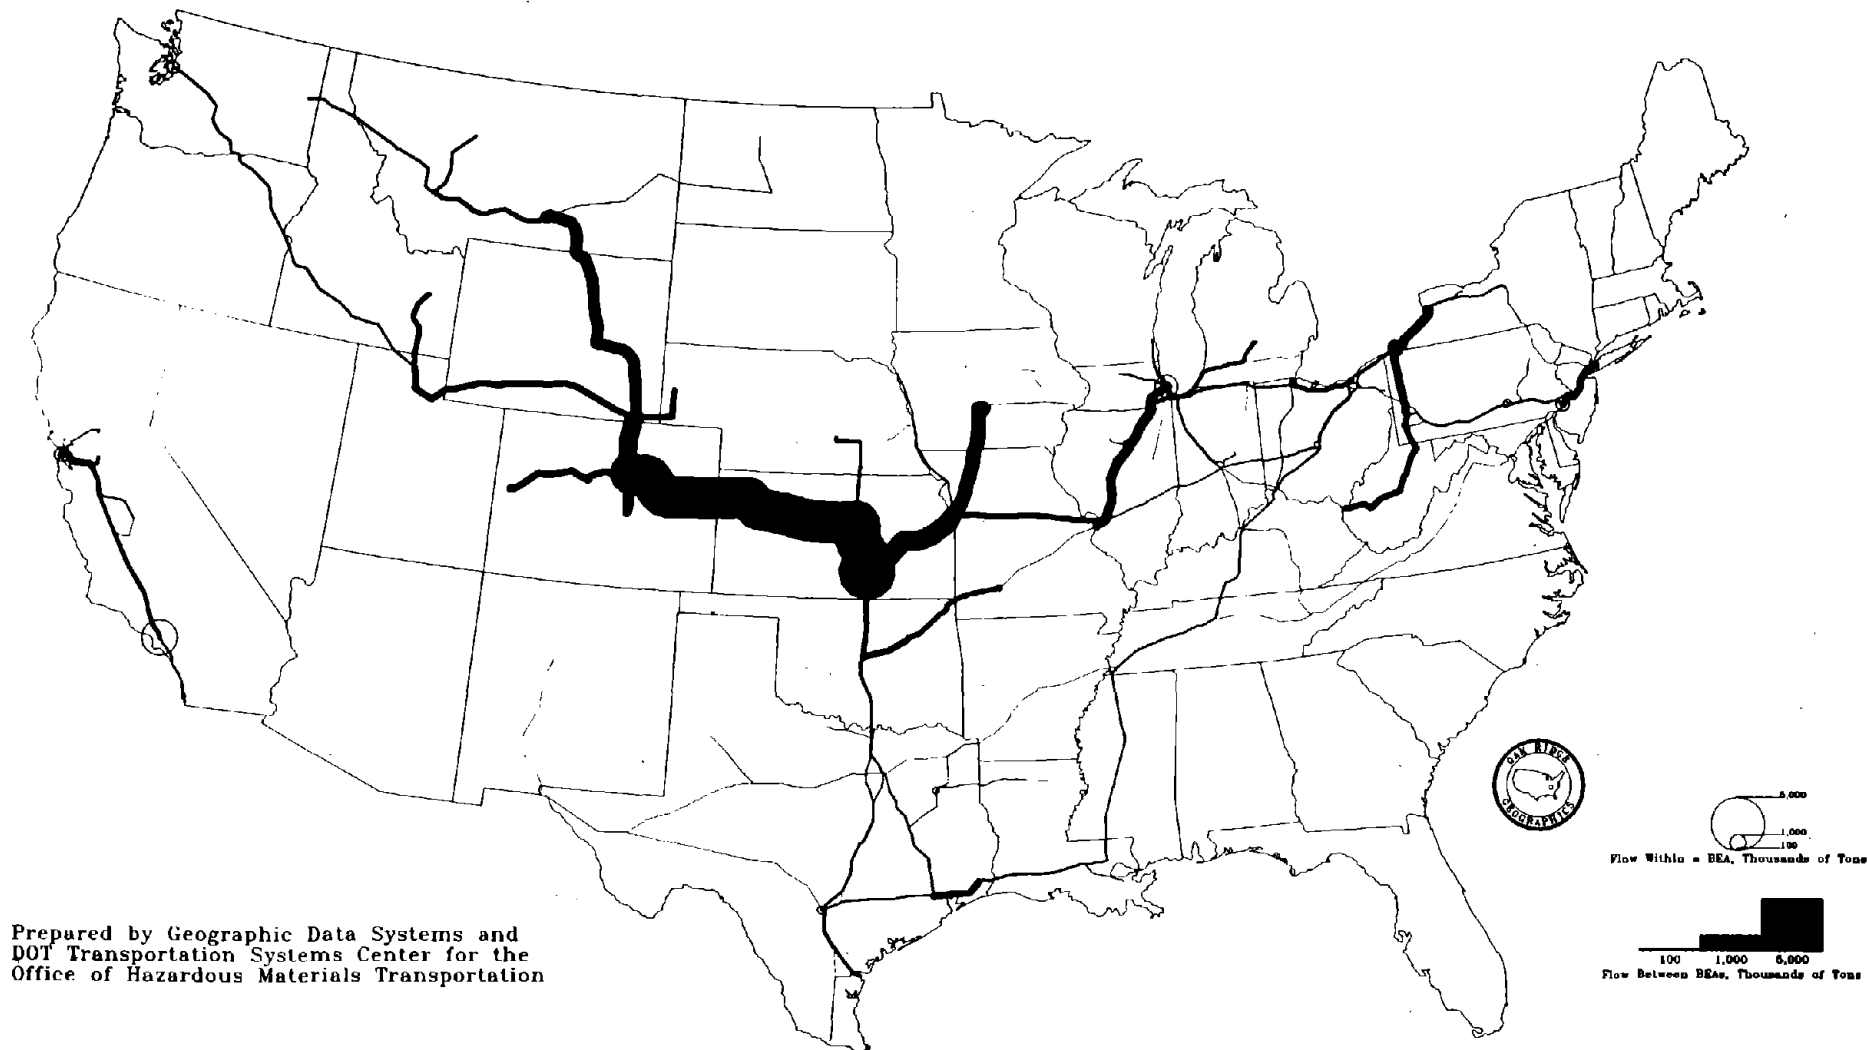 OAK RIDGE
GEOGRAPHICS
5,000
1,000
100
Flow Within a BEA, Thousands of Tons
100 1,000 5,000
Flow Between BEAs, Thousands of Tons
Prepared by Geographic Data Systems and
DOT Transportation Systems Center for the
Office of Hazardous Materials Transportation